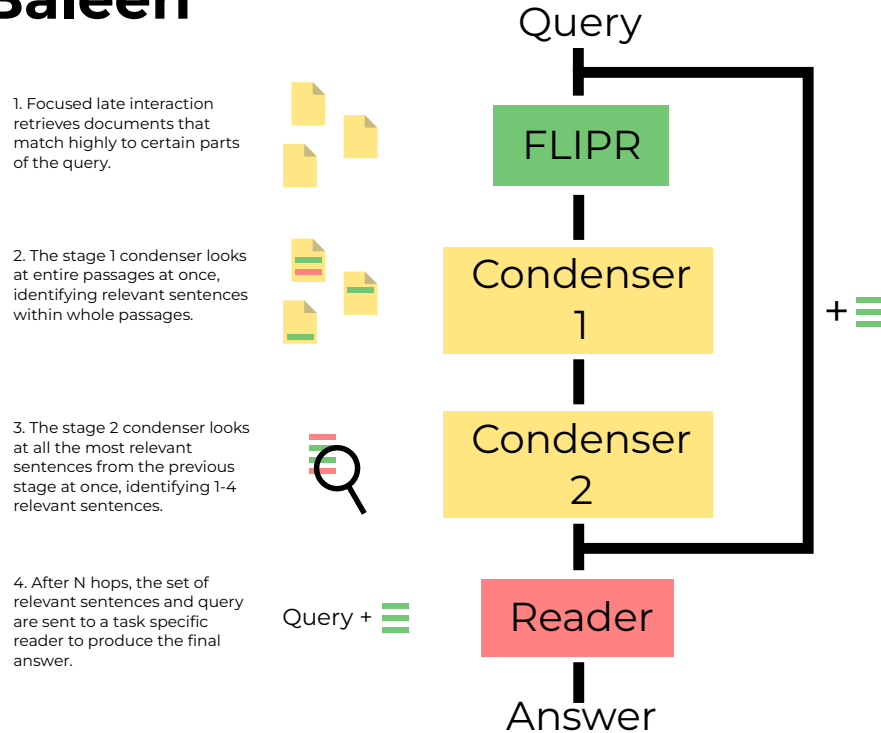 Baleen
Query
1. Focused late interaction
retrieves documents that
match highly to certain parts
of the query.
FLIPR
2. The stage 1 condenser looks
at entire passages at once,
identifying relevant sentences
within whole passages.
Condenser
1
+
3. The stage 2 condenser looks
at all the most relevant
sentences from the previous
stage at once, identifying 1-4
relevant sentences.
Condenser
2
4. After N hops, the set of
relevant sentences and query
are sent to a task specific
reader to produce the final
answer.
Query +
Reader
Answer